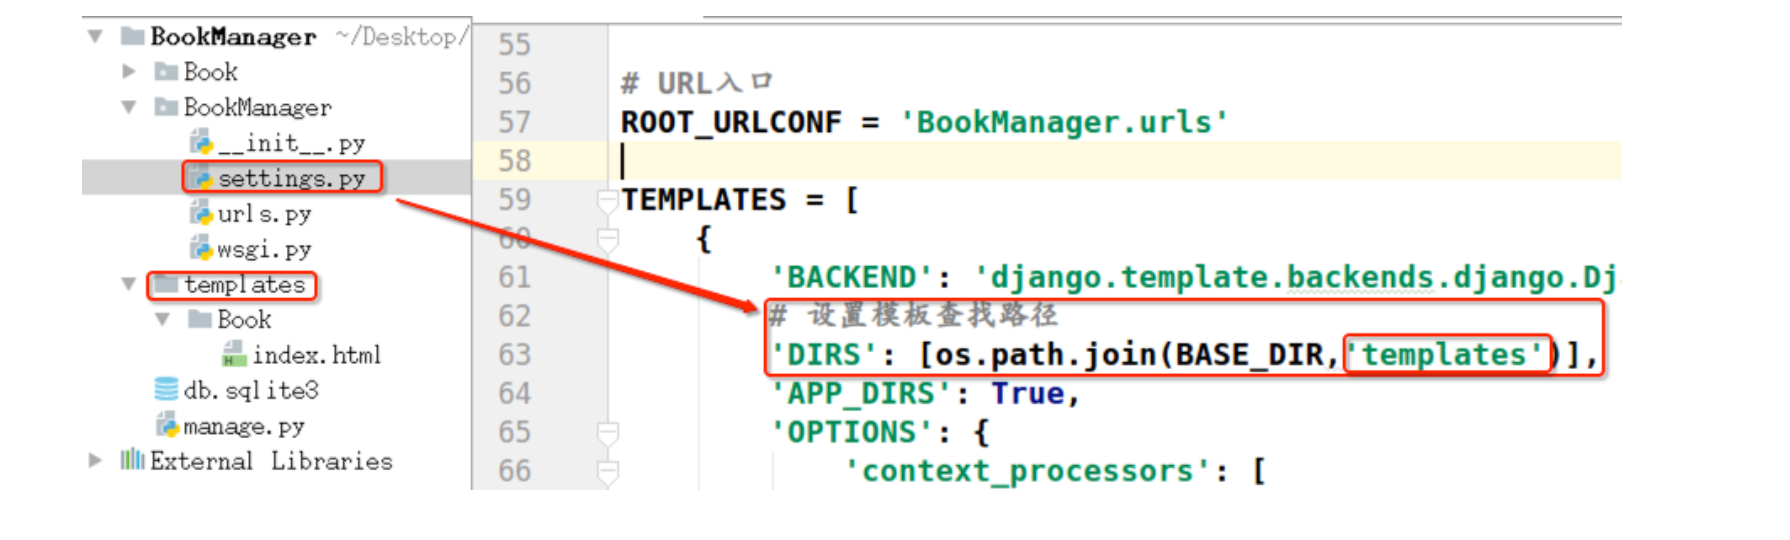 BookManager ~/Desktop/
Book
BookManager
__init__.py
settings.py
urls.py
wsgi.py
templates
Book
index.html
db.sqlite3
manage.py
External Libraries
55
56 # URL入口
57 ROOT_URLCONF = 'BookManager.urls'
58
59 TEMPLATES = [
60 {
61 'BACKEND': 'django.template.backends.django.Dj
62 # 设置模板查找路径
63 'DIRS': [os.path.join(BASE_DIR,'templates')],
64 'APP_DIRS': True,
65 'OPTIONS': {
66 'context_processors': [